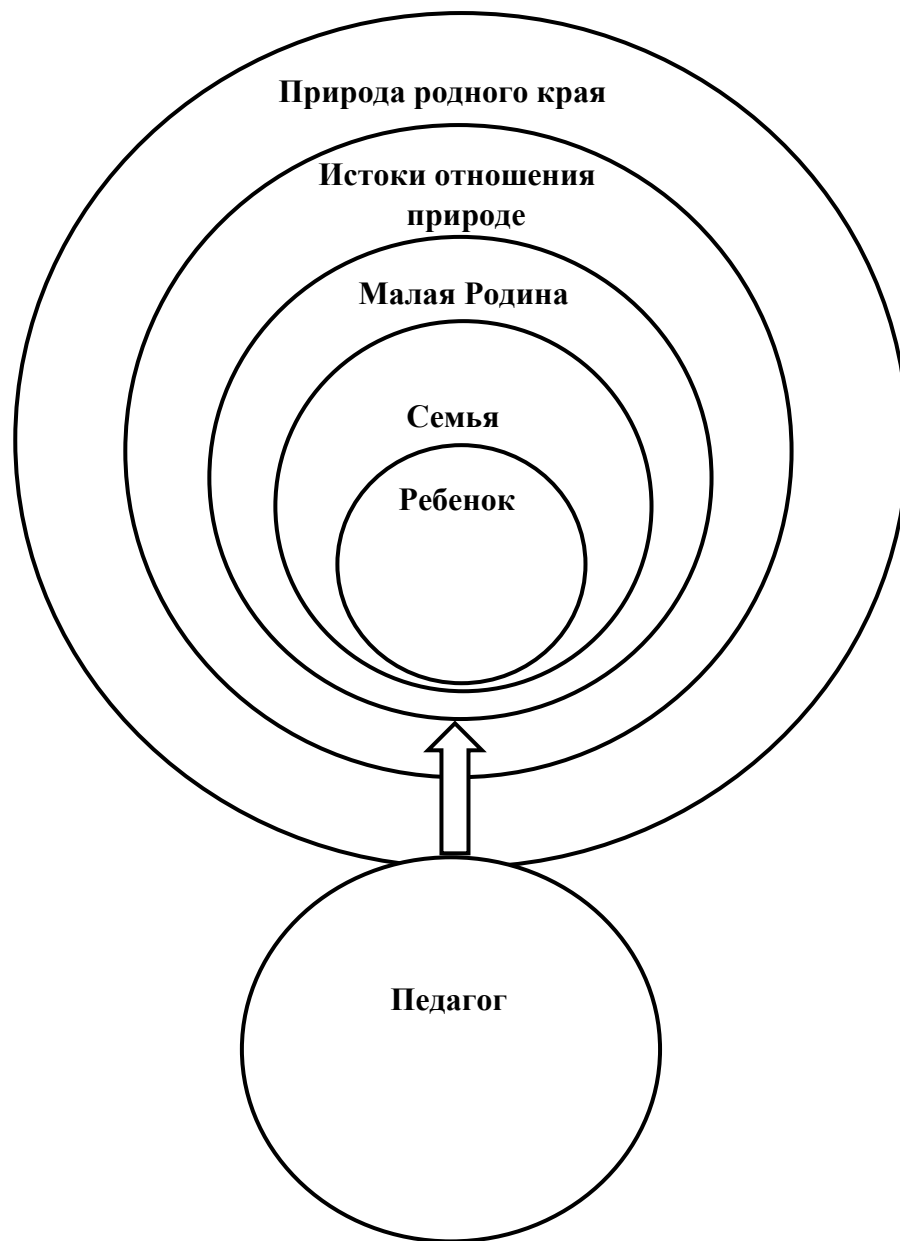 Природа родного края
Истоки отношения
природе
Малая Родина
Семья
Ребенок
Педагог